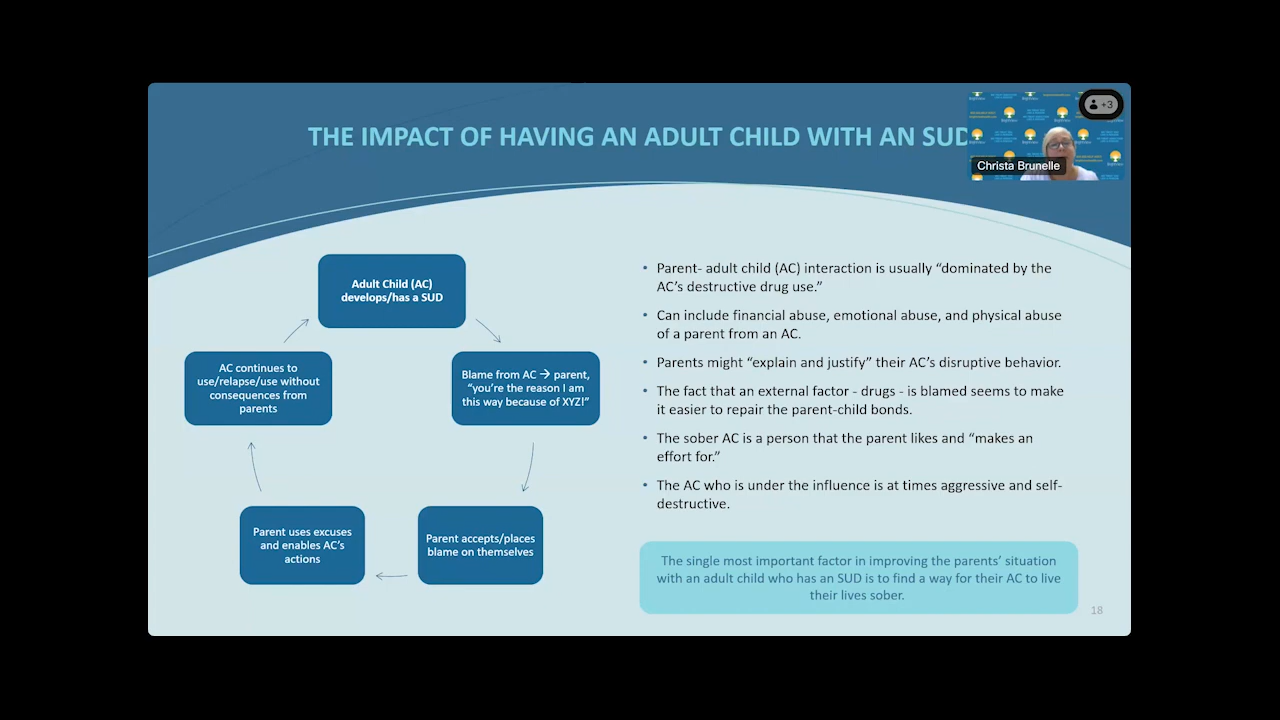 THE IMPACT OF HAVING AN ADULT CHILD WITH AN SUD
+3
Christa Brunelle
Adult Child (AC)
develops/has a SUD
Blame from AC → parent,
“you’re the reason I am
this way because of XYZ!”
Parent accepts/places
blame on themselves
Parent uses excuses
and enables AC’s
actions
AC continues to
use/relapse/use without
consequences from
parents
• Parent- adult child (AC) interaction is usually “dominated by the
AC’s destructive drug use.”
• Can include financial abuse, emotional abuse, and physical abuse
of a parent from an AC.
• Parents might “explain and justify” their AC’s disruptive behavior.
• The fact that an external factor - drugs - is blamed seems to make
it easier to repair the parent-child bonds.
• The sober AC is a person that the parent likes and “makes an
effort for.”
• The AC who is under the influence is at times aggressive and self-
destructive.
The single most important factor in improving the parents’ situation
with an adult child who has an SUD is to find a way for their AC to live
their lives sober.
18